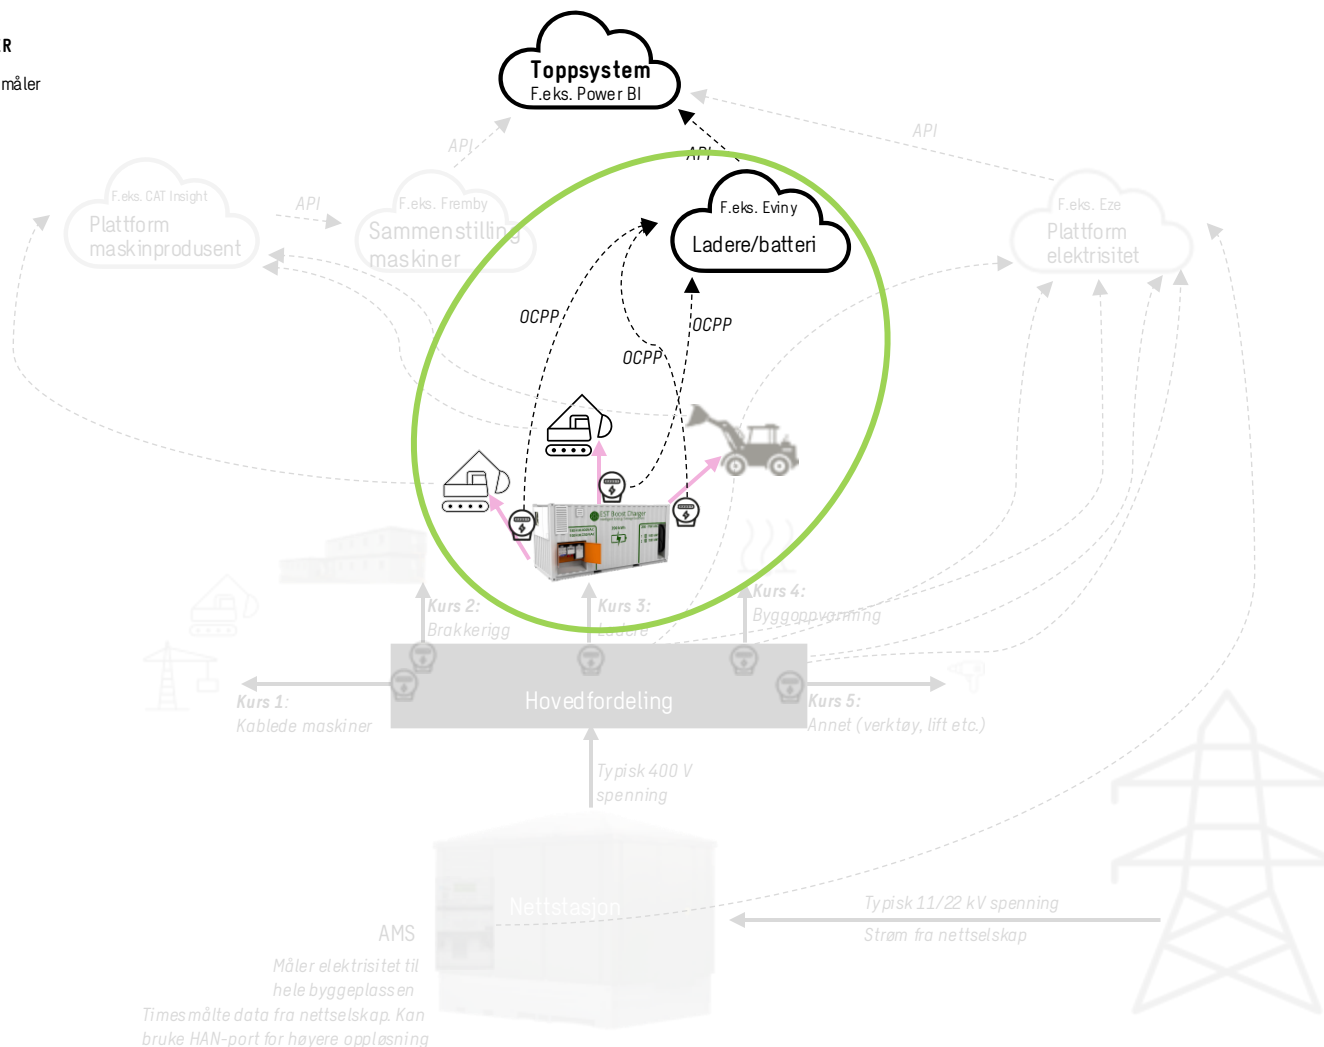 ER
måler
Toppsystem
F.eks. Power BI
API
API
API
API
F.eks. CAT Insight
Plattform
maskinprodusent
F.eks. Fremby
Sammenstilling
maskiner
F.eks. Eviny
Ladere/batteri
F.eks. Eze
Plattform
elektrisitet
OCPP
OCPP
OCPP
EST Boost Charger
Kurs 2:
Brakkerigg
Kurs 3:
Ladere
Kurs 4:
Byggoppvarming
Kurs 1:
Kablede maskiner
Hovedfordeling
Kurs 5:
Annet (verktøy, lift etc.)
Typisk 400 V
spenning
Nettstasjon
Typisk 11/22 kV spenning
Strøm fra nettselskap
AMS
Måler elektrisitet til
hele byggeplassen
Timesmålte data fra nettselskap. Kan
bruke HAN-port for høyere oppløsning